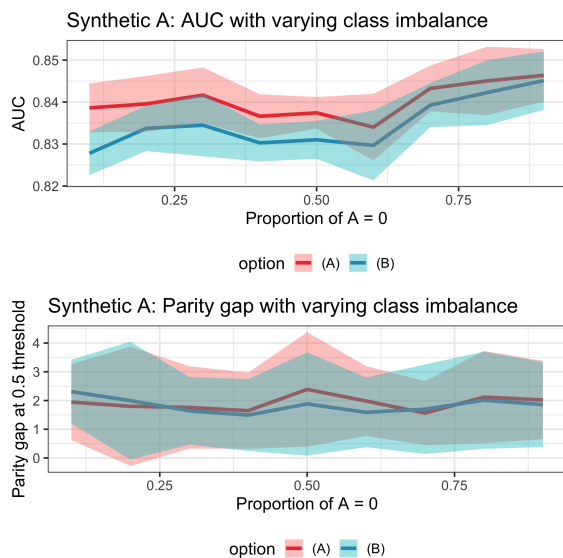 Synthetic A: AUC with varying class imbalance
0.85
0.84
0.83
0.82
AUC
0.25 0.50 0.75
Proportion of A = 0
option (A) (B)
Synthetic A: Parity gap with varying class imbalance
4
3
2
1
0
Parity gap at 0.5 threshold
0.25 0.50 0.75
Proportion of A = 0
option (A) (B)